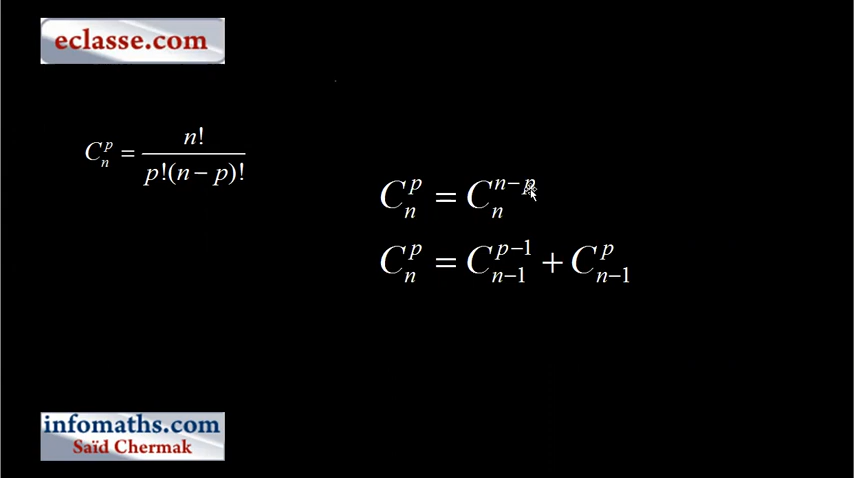 eclasse.com
C_n^p = n! / p!(n − p)!
C_n^p = C_n^{n−p}
C_n^p = C_{n−1}^{p−1} + C_{n−1}^p
infomaths.com
Saïd Chermak